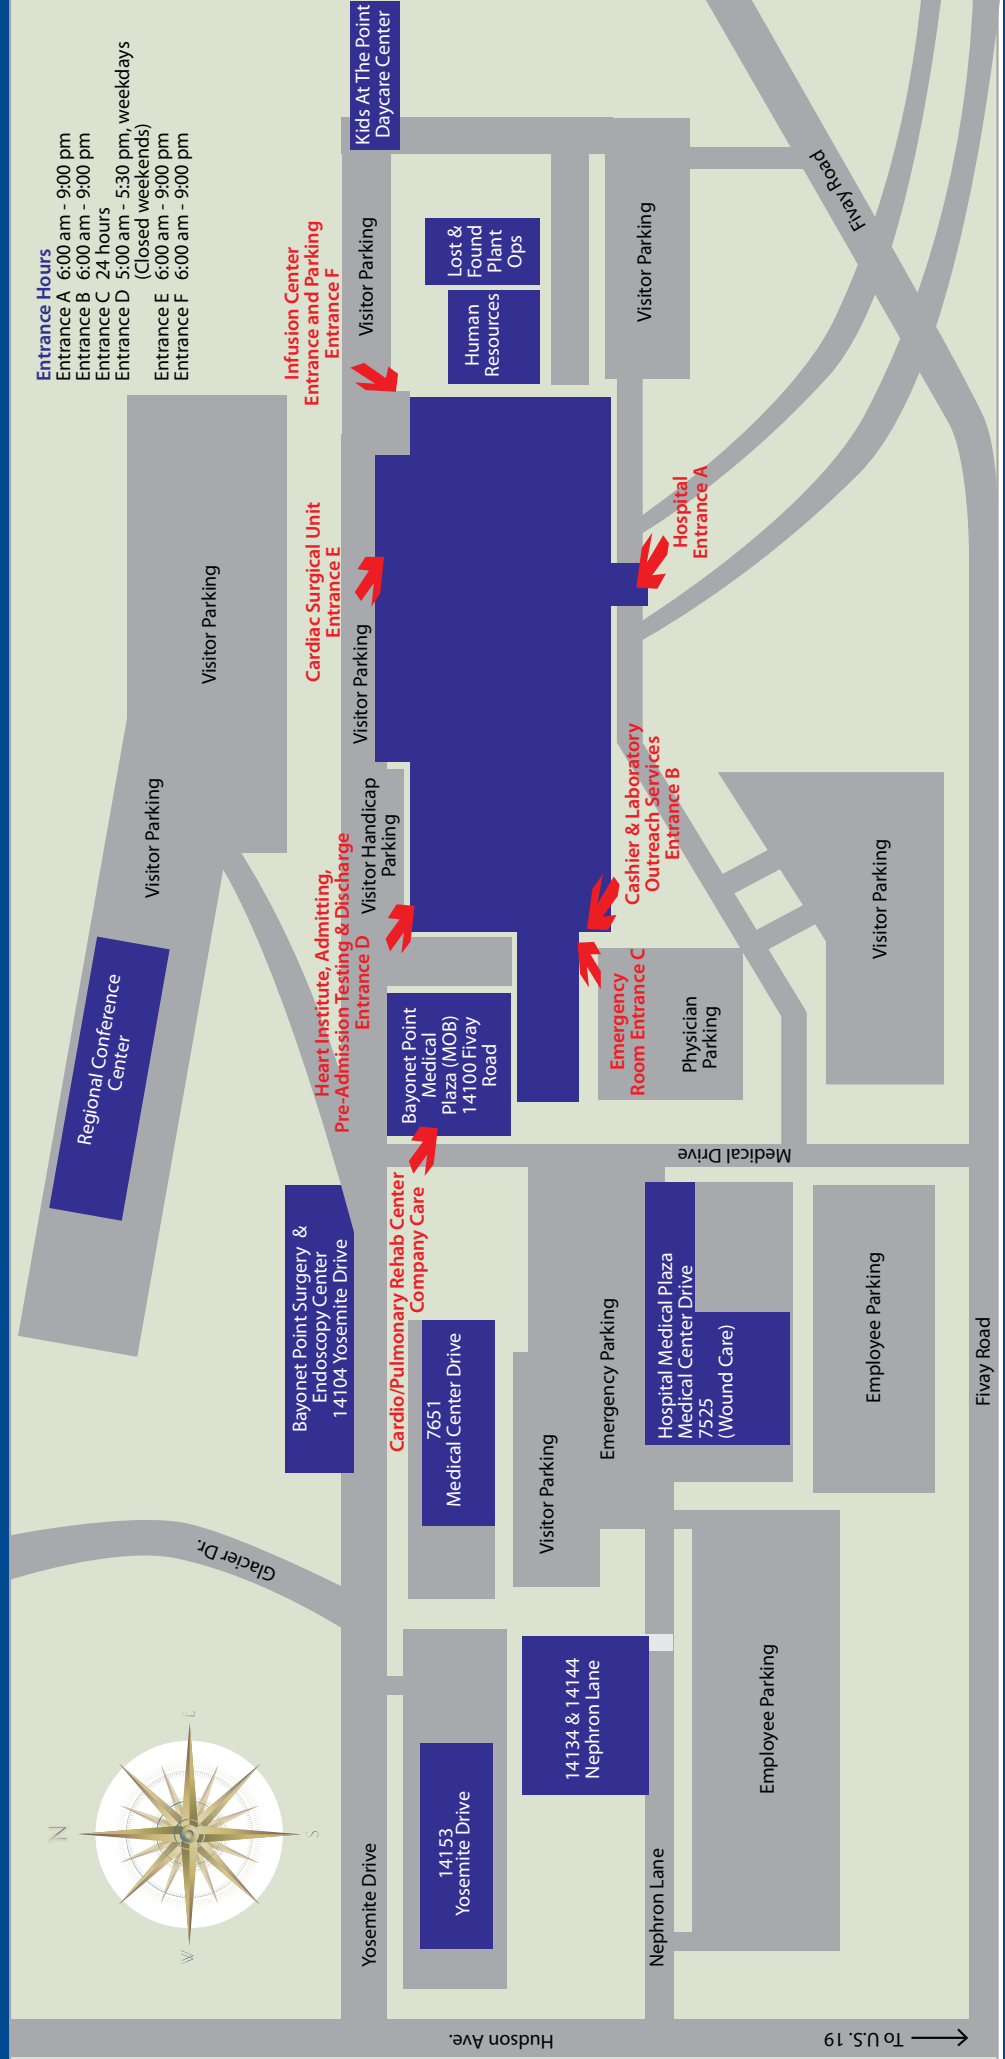 Entrance Hours
Entrance A 6:00 am - 9:00 pm
Entrance B 6:00 am - 9:00 pm
Entrance C 24 hours
Entrance D 5:00 am - 5:30 pm, weekdays
(Closed weekends)
Entrance E 6:00 am - 9:00 pm
Entrance F 6:00 am - 9:00 pm
Kids At The Point
Daycare Center
Infusion Center
Entrance and Parking
Entrance F
Visitor Parking
Lost &
Found
Plant
Ops
Human
Resources
Visitor Parking
Fivay Road
Visitor Parking
Visitor Parking
Cardiac Surgical Unit
Entrance E
Visitor Parking
Hospital
Entrance A
Visitor Handicap
Parking
Heart Institute, Admitting,
Pre-Admission Testing & Discharge
Entrance D
Cashier & Laboratory
Outreach Services
Entrance B
Emergency
Room Entrance C
Physician
Parking
Visitor Parking
Regional Conference
Center
Bayonet Point
Medical
Plaza (MOB)
14100 Fivay
Road
Medical Drive
Cardio/Pulmonary Rehab Center
Company Care
Bayonet Point Surgery &
Endoscopy Center
14104 Yosemite Drive
7651
Medical Center Drive
Visitor Parking
Emergency Parking
Hospital Medical Plaza
Medical Center Drive
7525
(Wound Care)
Employee Parking
Fivay Road
Glacier Dr.
N
E
S
W
Yosemite Drive
14153
Yosemite Drive
14134 & 14144
Nephron Lane
Nephron Lane
Employee Parking
Hudson Ave.
To U.S. 19